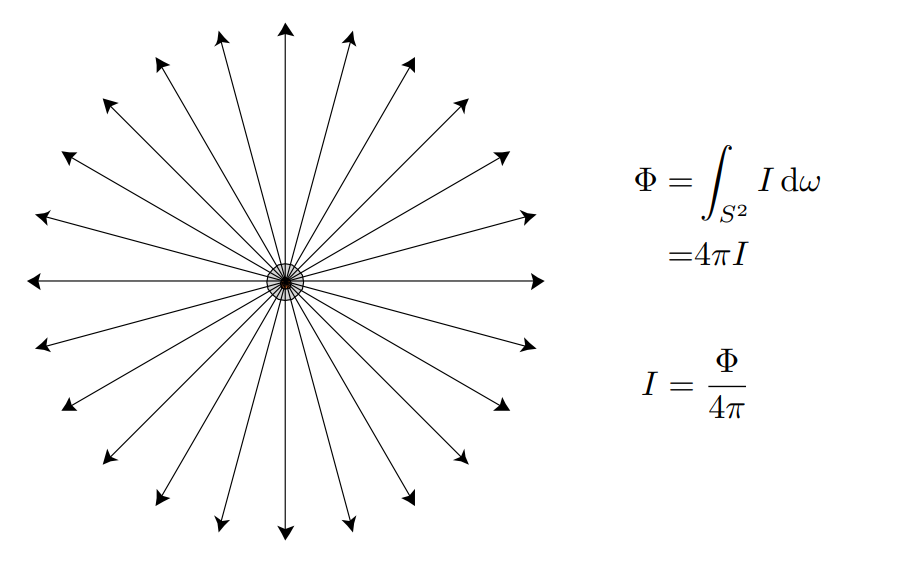 Φ = ∫_{S²} I dω
=4πI
I = Φ/4π